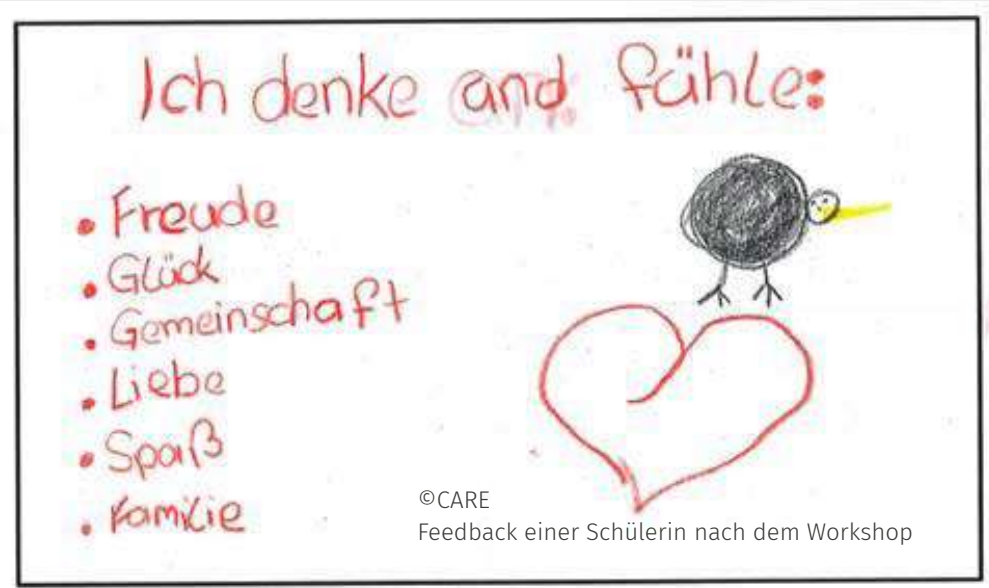 Ich denke and fühle:
• Freude
• Glück
• Gemeinschaft
• Liebe
• Spaß
• Familie
©CARE
Feedback einer Schülerin nach dem Workshop